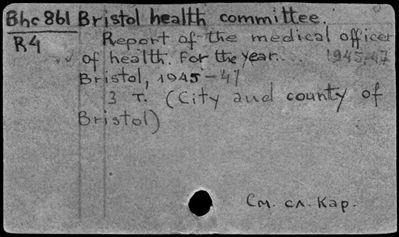 Bhc 861 Bristol health committee.
R4 Report of the medical officer
of health. For the year... 1945, 47
Bristol, 1945-47
3 т. (City and county of
Bristol)
См. сл. кар.